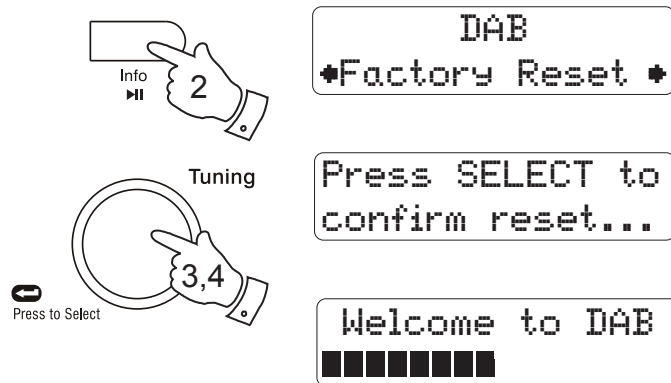 Info
2
Tuning
3,4
Press to Select
DAB
Factory Reset
Press SELECT to
confirm reset...
Welcome to DAB